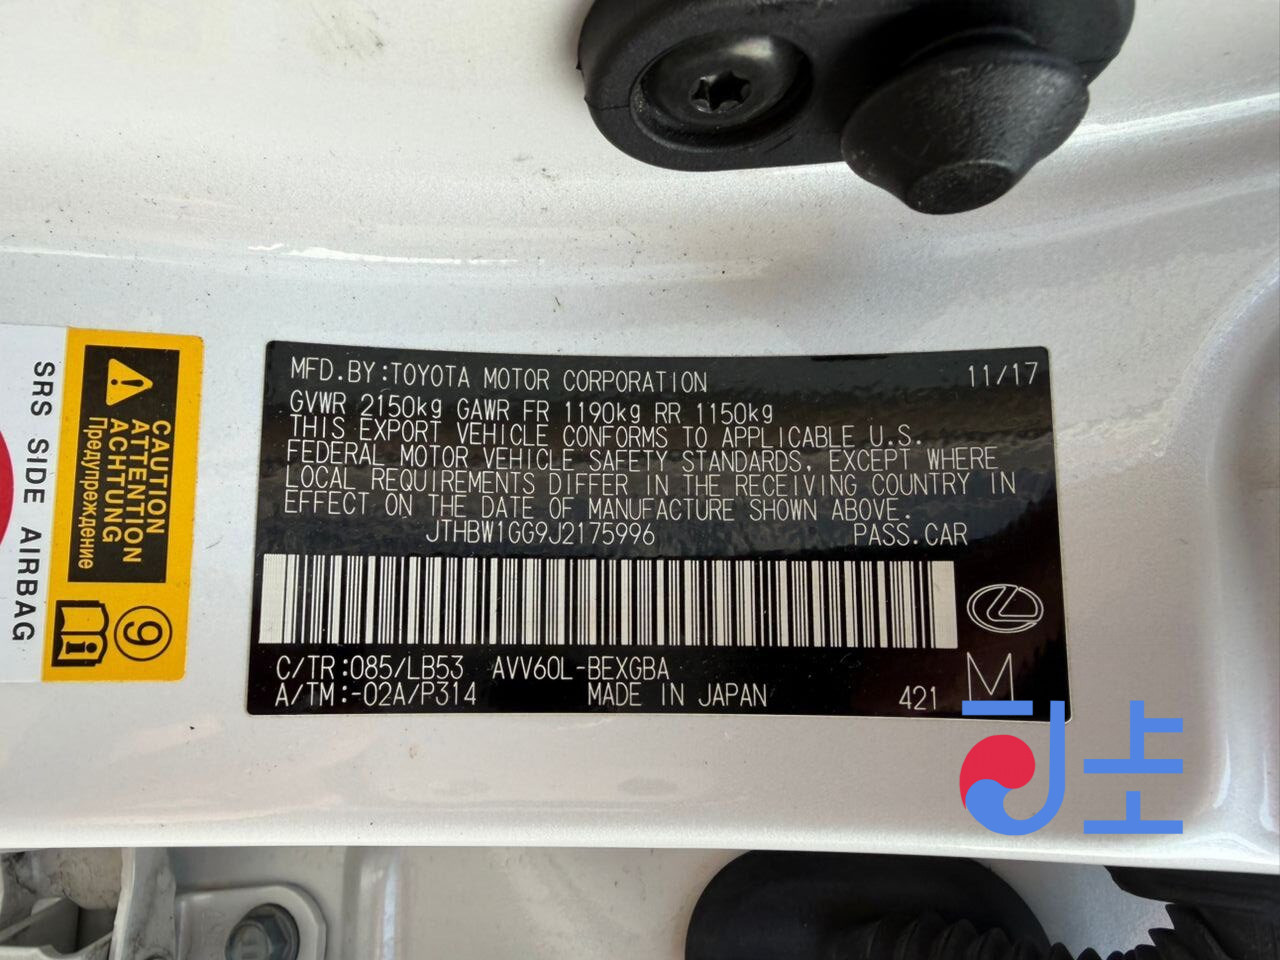 MFD.BY:TOYOTA MOTOR CORPORATION 11/17
GVWR 2150kg GAWR FR 1190kg RR 1150kg
THIS EXPORT VEHICLE CONFORMS TO APPLICABLE U.S.
FEDERAL MOTOR VEHICLE SAFETY STANDARDS, EXCEPT WHERE
LOCAL REQUIREMENTS DIFFER IN THE RECEIVING COUNTRY IN
EFFECT ON THE DATE OF MANUFACTURE SHOWN ABOVE.
JTHBW1GG9J2175996 PASS.CAR
C/TR:085/LB53 AVV60L-BEXGBA
A/TM:-02A/P314 MADE IN JAPAN 421 M
CAUTION
ATTENTION
ACHTUNG
Предупреждение
9
SRS SIDE AIRBAG